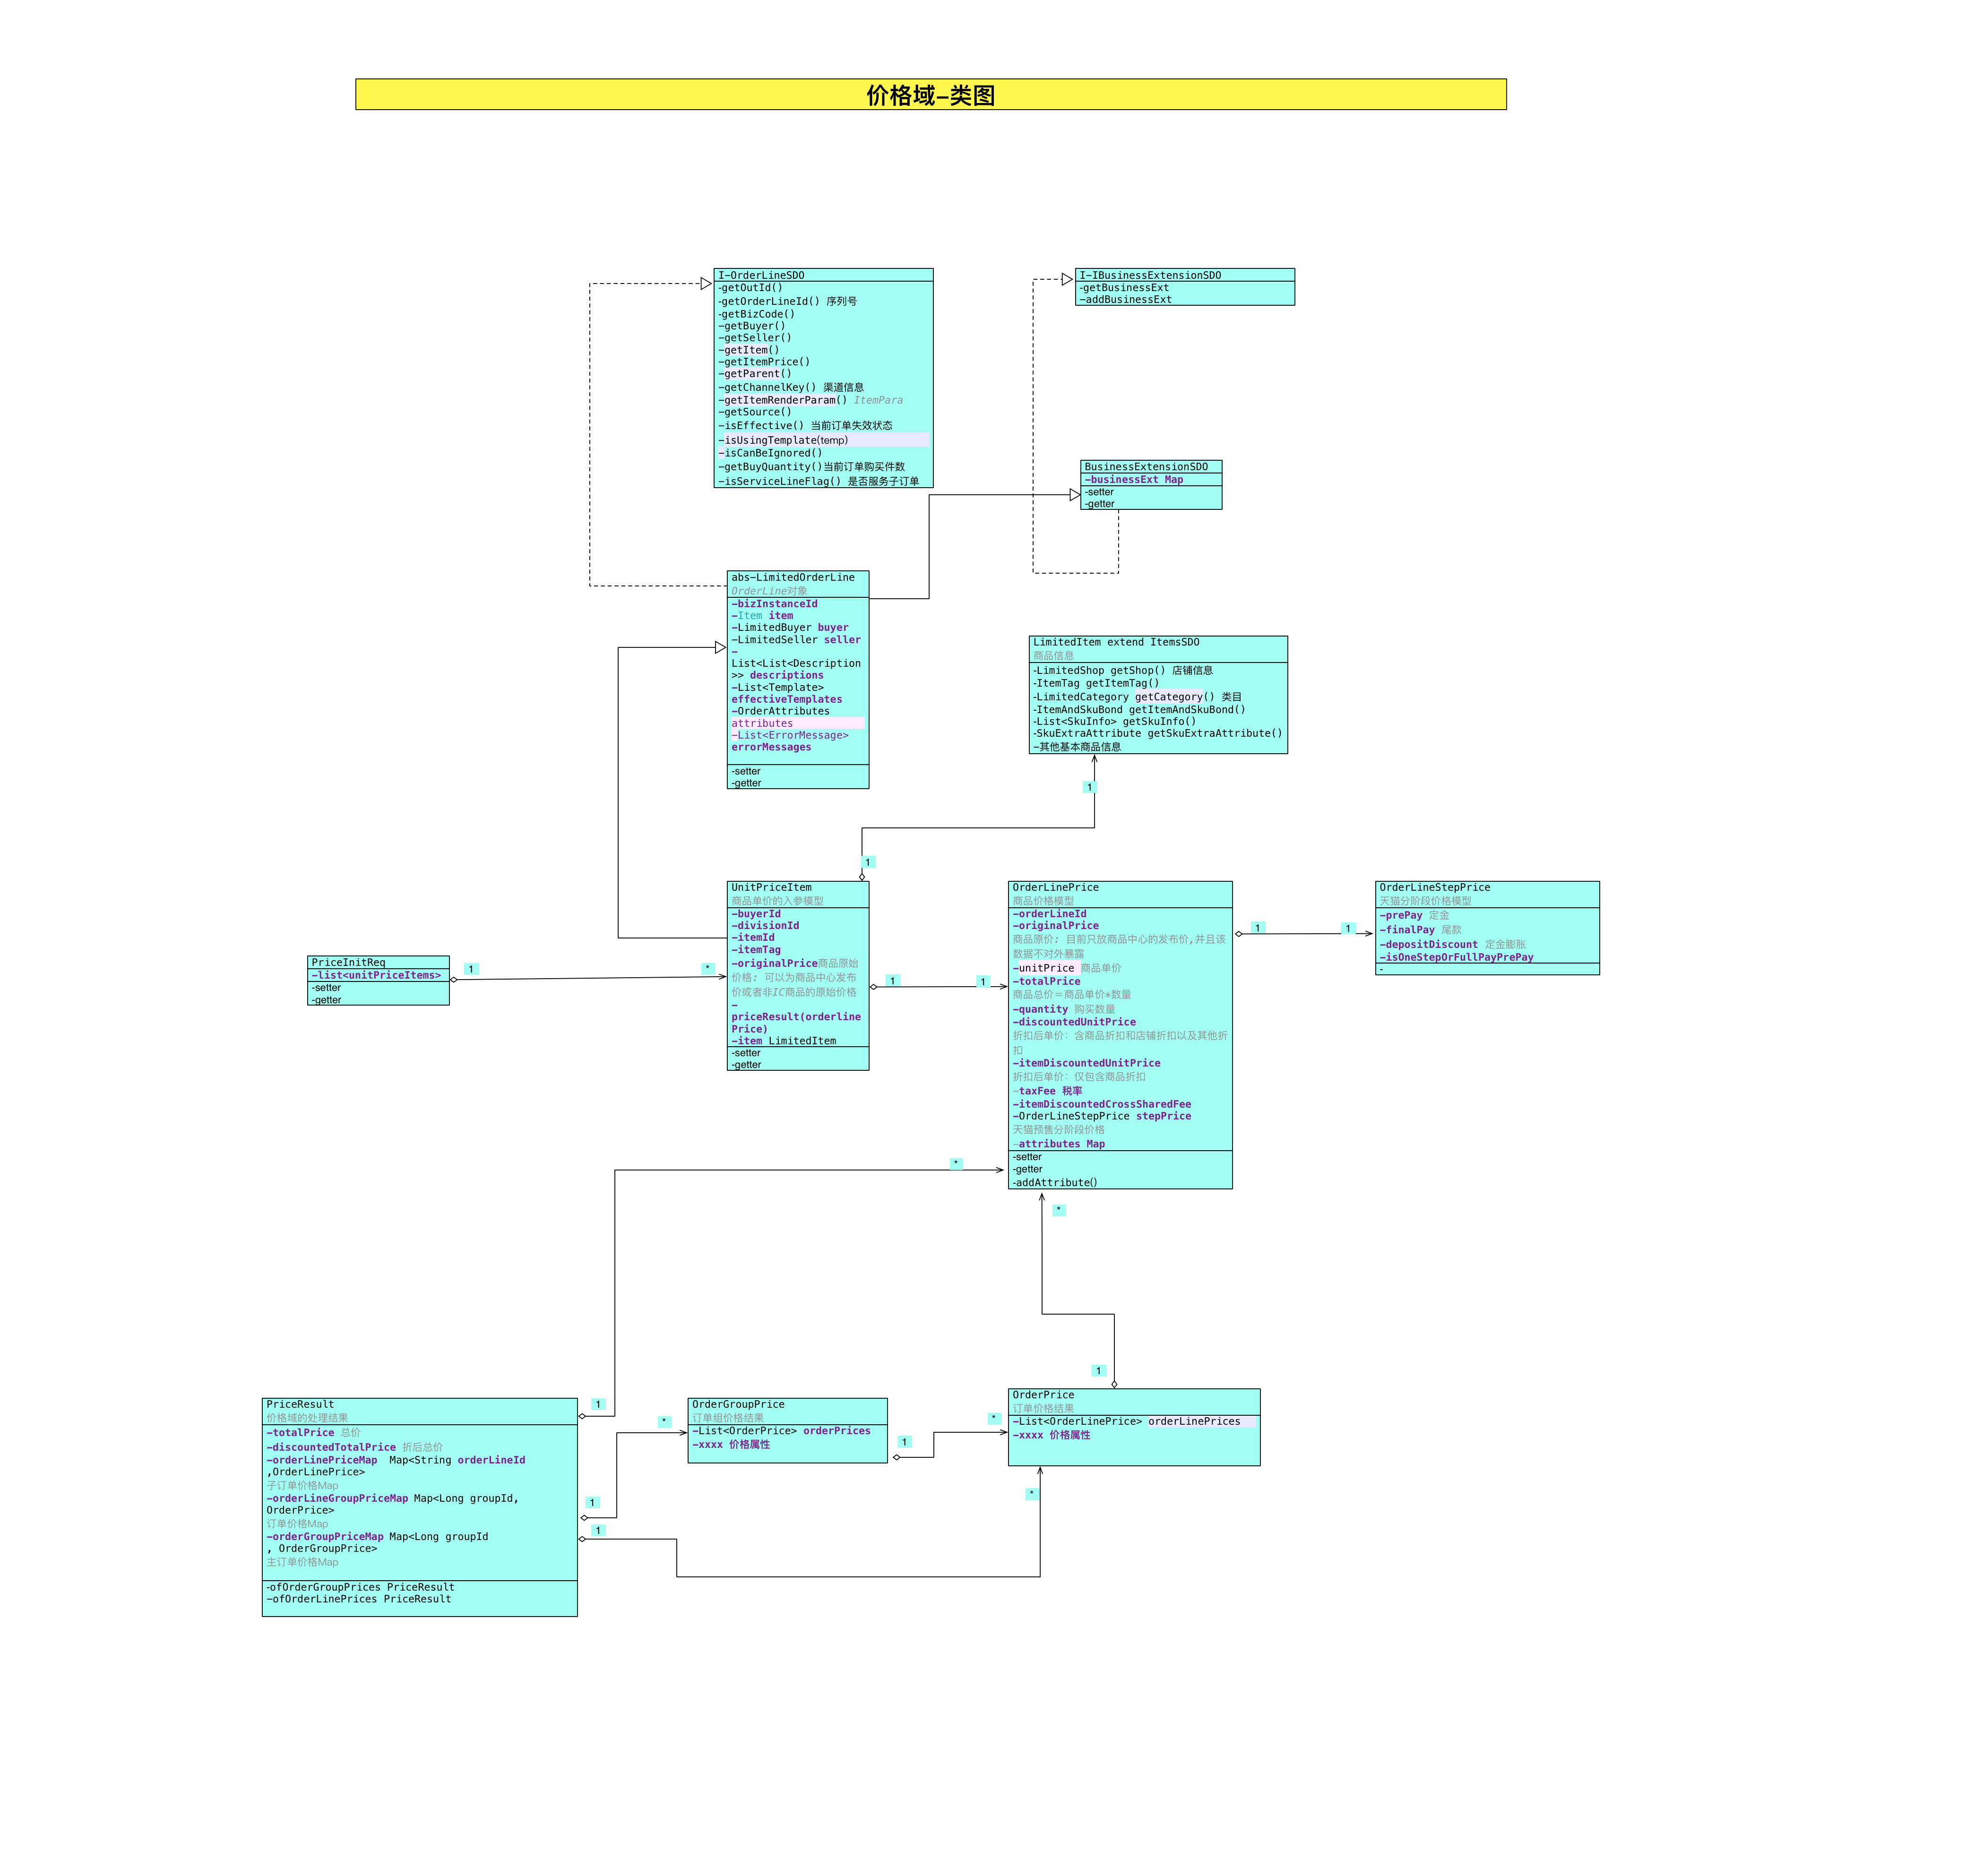 价格域-类图
I-OrderLineSDO
-getOutId()
-getOrderLineId() 序列号
-getBizCode()
-getBuyer()
-getSeller()
-getItem()
-getItemPrice()
-getParent()
-getChannelKey() 渠道信息
-getItemRenderParam() ItemPara
-getSource()
-isEffective() 当前订单失效状态
-isUsingTemplate(temp)
-isCanBeIgnored()
-getBuyQuantity()当前订单购买件数
-isServiceLineFlag() 是否服务子订单
I-IBusinessExtensionSDO
-getBusinessExt
-addBusinessExt
BusinessExtensionSDO
-businessExt Map
-setter
-getter
abs-LimitedOrderLine
OrderLine对象
-bizInstanceId
-Item item
-LimitedBuyer buyer
-LimitedSeller seller
-
List<List<Description
>> descriptions
-List<Template>
effectiveTemplates
-OrderAttributes
attributes
-List<ErrorMessage>
errorMessages
-setter
-getter
LimitedItem extend ItemsSDO
商品信息
-LimitedShop getShop() 店铺信息
-ItemTag getItemTag()
-LimitedCategory getCategory() 类目
-ItemAndSkuBond getItemAndSkuBond()
-List<SkuInfo> getSkuInfo()
-SkuExtraAttribute getSkuExtraAttribute()
-其他基本商品信息
1
1
UnitPriceItem
商品单价的入参模型
-buyerId
-divisionId
-itemId
-itemTag
-originalPrice商品原始
价格: 可以为商品中心发布
价或者非IC商品的原始价格
-
priceResult(orderline
Price)
-item LimitedItem
-setter
-getter
OrderLinePrice
商品价格模型
-orderLineId
-originalPrice
商品原价: 目前只放商品中心的发布价,并且该
数据不对外暴露
-unitPrice 商品单价
-totalPrice
商品总价＝商品单价*数量
-quantity 购买数量
-discountedUnitPrice
折扣后单价: 含商品折扣和店铺折扣以及其他折
扣
-itemDiscountedUnitPrice
折扣后单价: 仅包含商品折扣
-taxFee 税率
-itemDiscountedCrossSharedFee
-OrderLineStepPrice stepPrice
天猫预售分阶段价格
-attributes Map
-setter
-getter
-addAttribute()
OrderLineStepPrice
天猫分阶段价格模型
-prePay 定金
-finalPay 尾款
-depositDiscount 定金膨胀
-isOneStepOrFullPayPrePay
-
1
1
PriceInitReq
-list<unitPriceItems>
-setter
-getter
1
*
1
1
*
*
1
PriceResult
价格域的处理结果
-totalPrice 总价
-discountedTotalPrice 折后总价
-orderLinePriceMap  Map<String orderLineId
,OrderLinePrice>
子订单价格Map
-orderLineGroupPriceMap Map<Long groupId,
OrderPrice>
订单价格Map
-orderGroupPriceMap Map<Long groupId
, OrderGroupPrice>
主订单价格Map
-ofOrderGroupPrices PriceResult
-ofOrderLinePrices PriceResult
1
*
1
1
OrderGroupPrice
订单组价格结果
-List<OrderPrice> orderPrices
-xxxx 价格属性
1
*
OrderPrice
订单价格结果
-List<OrderLinePrice> orderLinePrices
-xxxx 价格属性
*